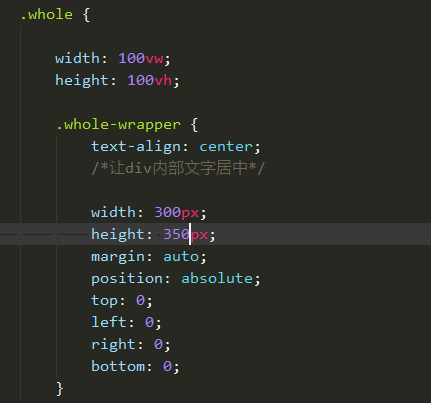 .whole {
width: 100vw;
height: 100vh;
.whole-wrapper {
text-align: center;
/*让div内部文字居中*/
width: 300px;
height: 350px;
margin: auto;
position: absolute;
top: 0;
left: 0;
right: 0;
bottom: 0;
}